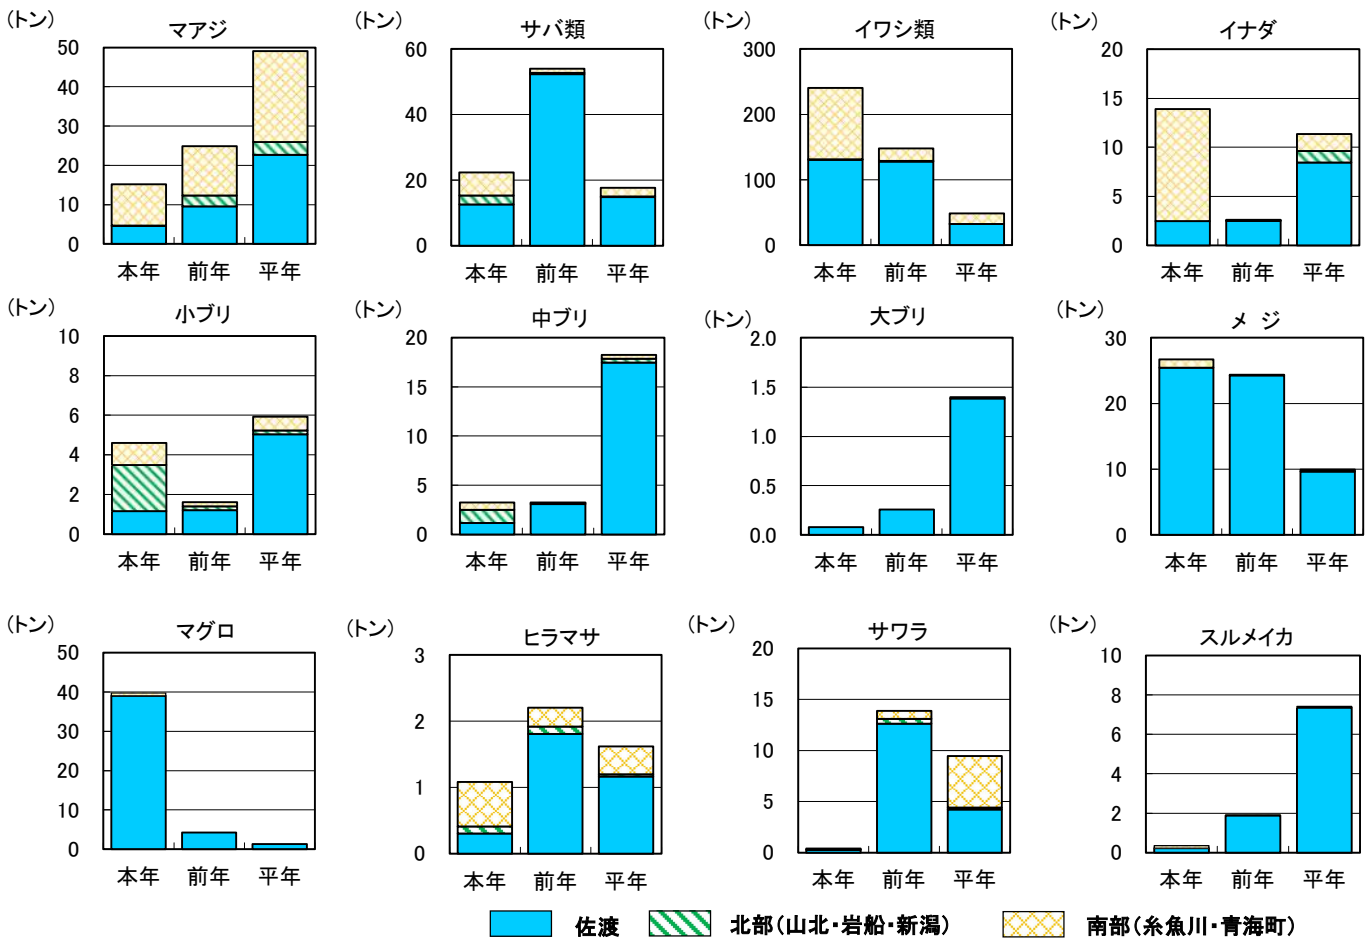 (トン)
マアジ
50
40
30
20
10
0
本年 前年 平年
(トン)
サバ類
60
40
20
0
本年 前年 平年
(トン)
イワシ類
300
200
100
0
本年 前年 平年
(トン)
イナダ
20
15
10
5
0
本年 前年 平年
(トン)
小ブリ
10
8
6
4
2
0
本年 前年 平年
(トン)
中ブリ
20
15
10
5
0
本年 前年 平年
(トン)
大ブリ
2.0
1.5
1.0
0.5
0.0
本年 前年 平年
(トン)
メ ジ
30
20
10
0
本年 前年 平年
(トン)
マグロ
50
40
30
20
10
0
本年 前年 平年
(トン)
ヒラマサ
3
2
1
0
本年 前年 平年
(トン)
サワラ
20
15
10
5
0
本年 前年 平年
(トン)
スルメイカ
10
8
6
4
2
0
本年 前年 平年
佐渡 北部(山北・岩船・新潟) 南部(糸魚川・青海町)